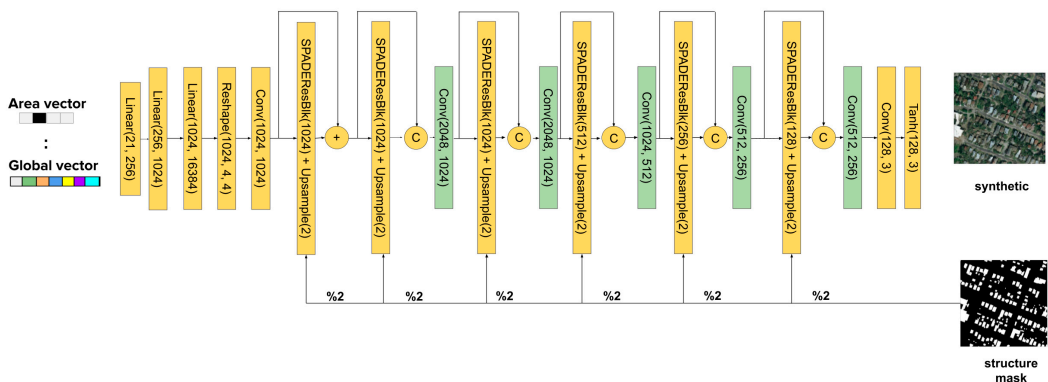 Area vector
:
Global vector
Linear(21, 256)
Linear(256, 1024)
Linear(1024, 16384)
Reshape(1024, 4, 4)
Conv(1024, 1024)
SPADEResBlk(1024) + Upsample(2)
+
SPADEResBlk(1024) + Upsample(2)
C
Conv(2048, 1024)
SPADEResBlk(1024) + Upsample(2)
C
Conv(2048, 1024)
SPADEResBlk(512) + Upsample(2)
C
Conv(1024, 512)
SPADEResBlk(256) + Upsample(2)
C
Conv(512, 256)
SPADEResBlk(128) + Upsample(2)
C
Conv(512, 256)
Conv(128, 3)
Tanh(128, 3)
synthetic
%2
%2
%2
%2
%2
%2
structure
mask